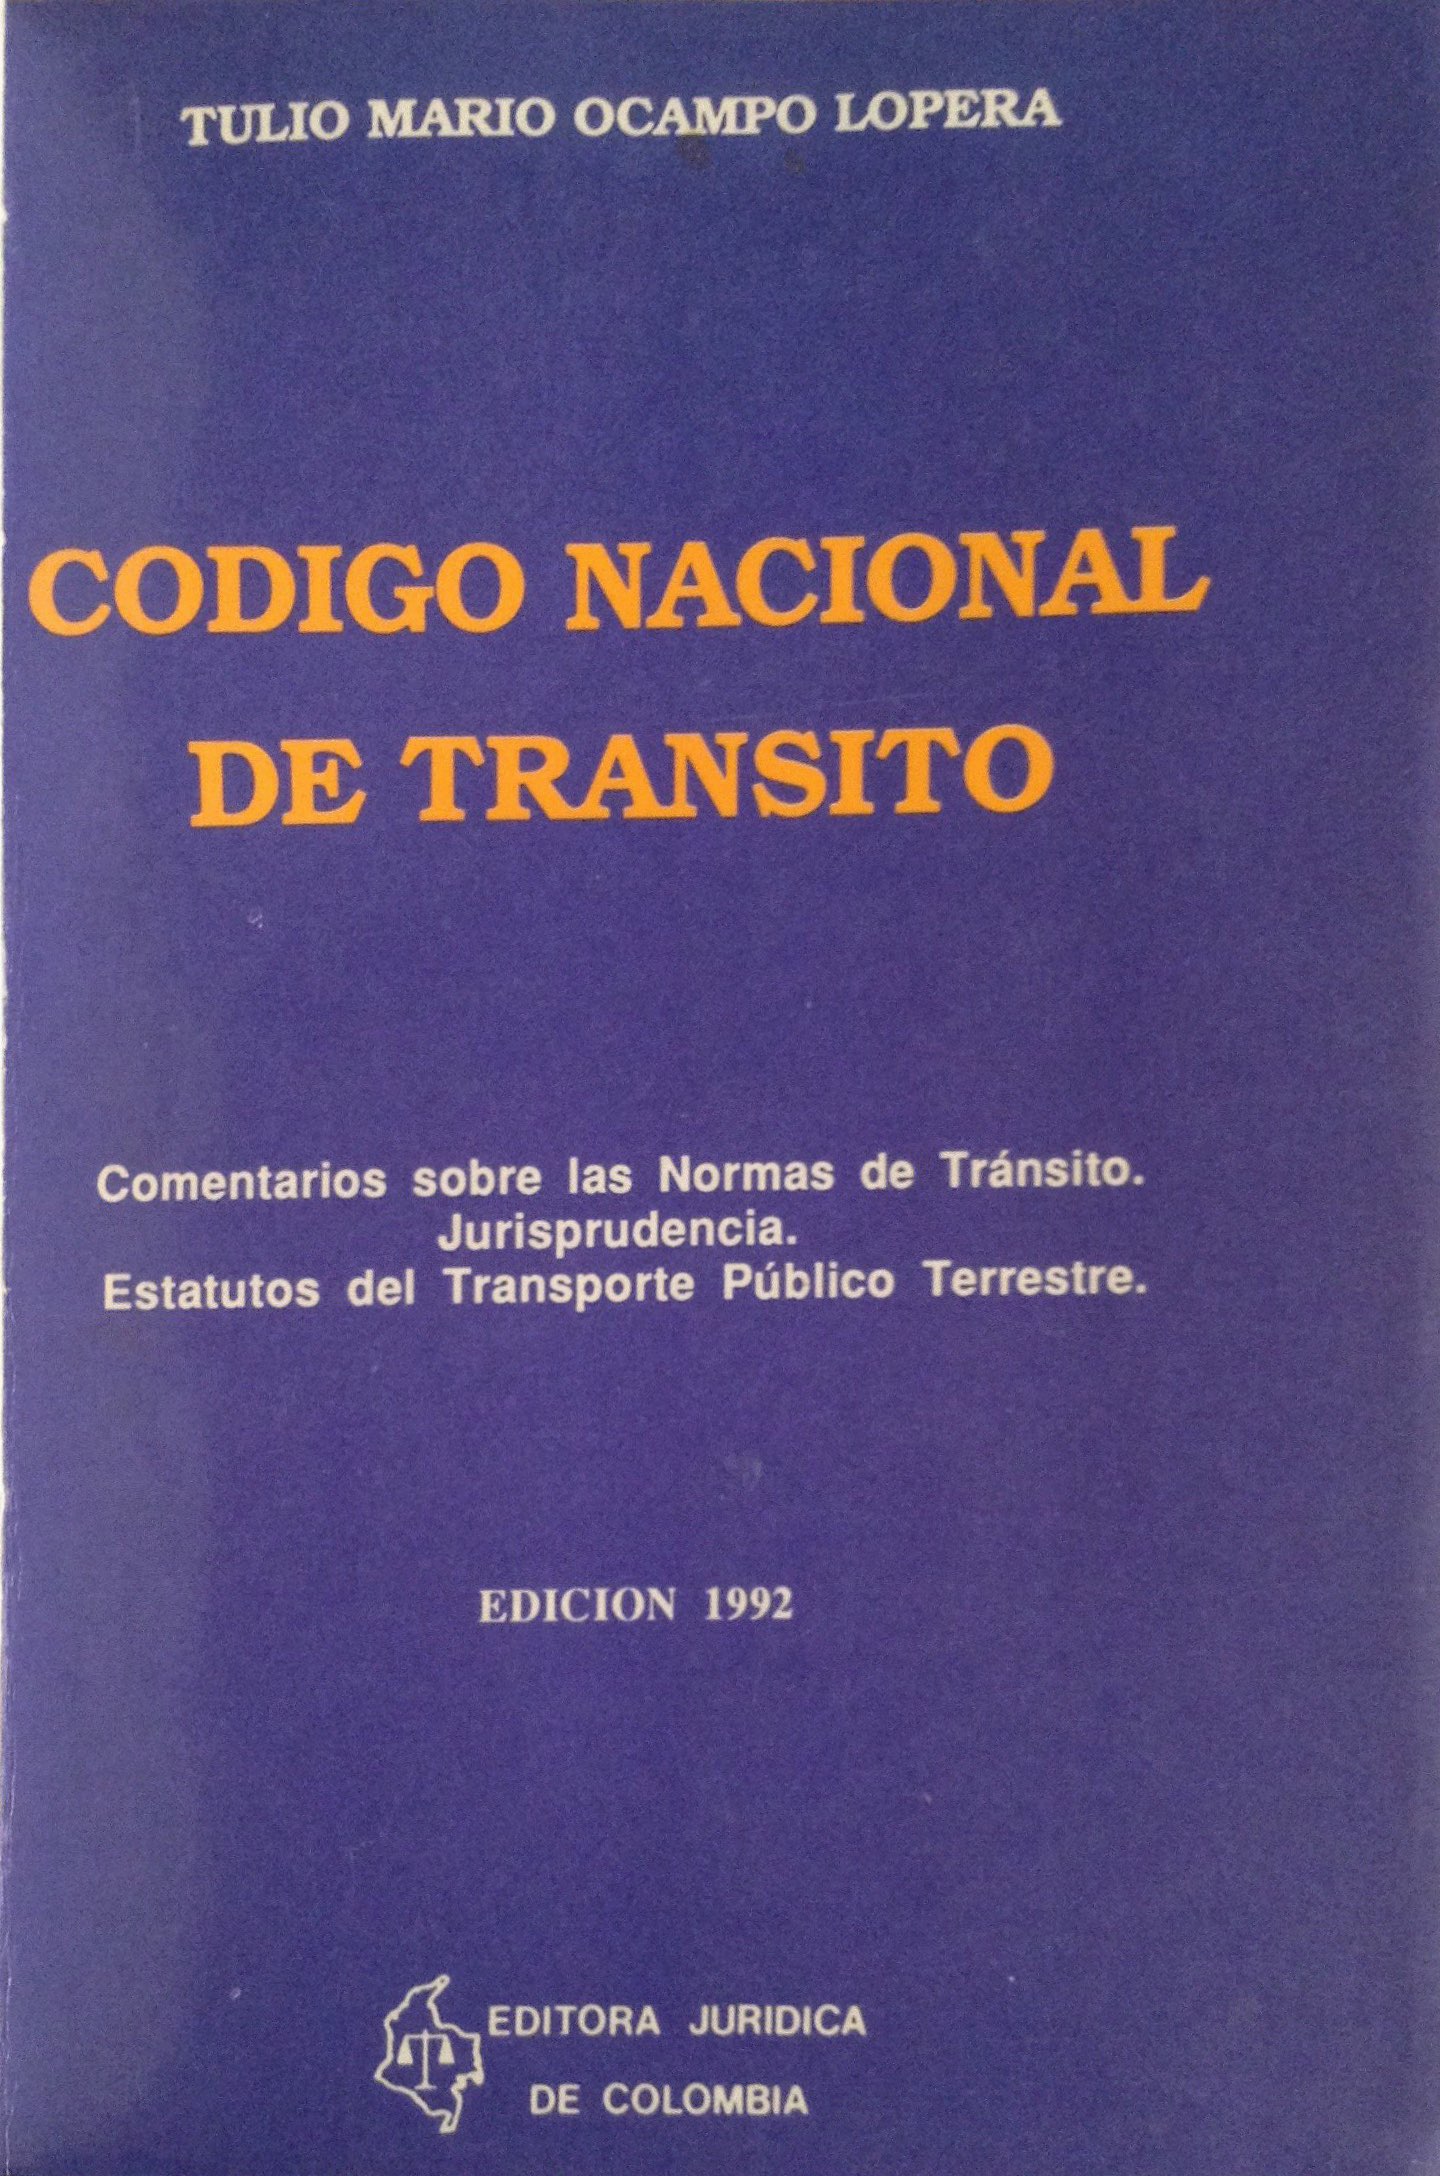 TULIO MARIO OCAMPO LOPERA
CODIGO NACIONAL
DE TRANSITO
Comentarios sobre las Normas de Tránsito.
Jurisprudencia.
Estatutos del Transporte Público Terrestre.
EDICION 1992
EDITORA JURIDICA
DE COLOMBIA